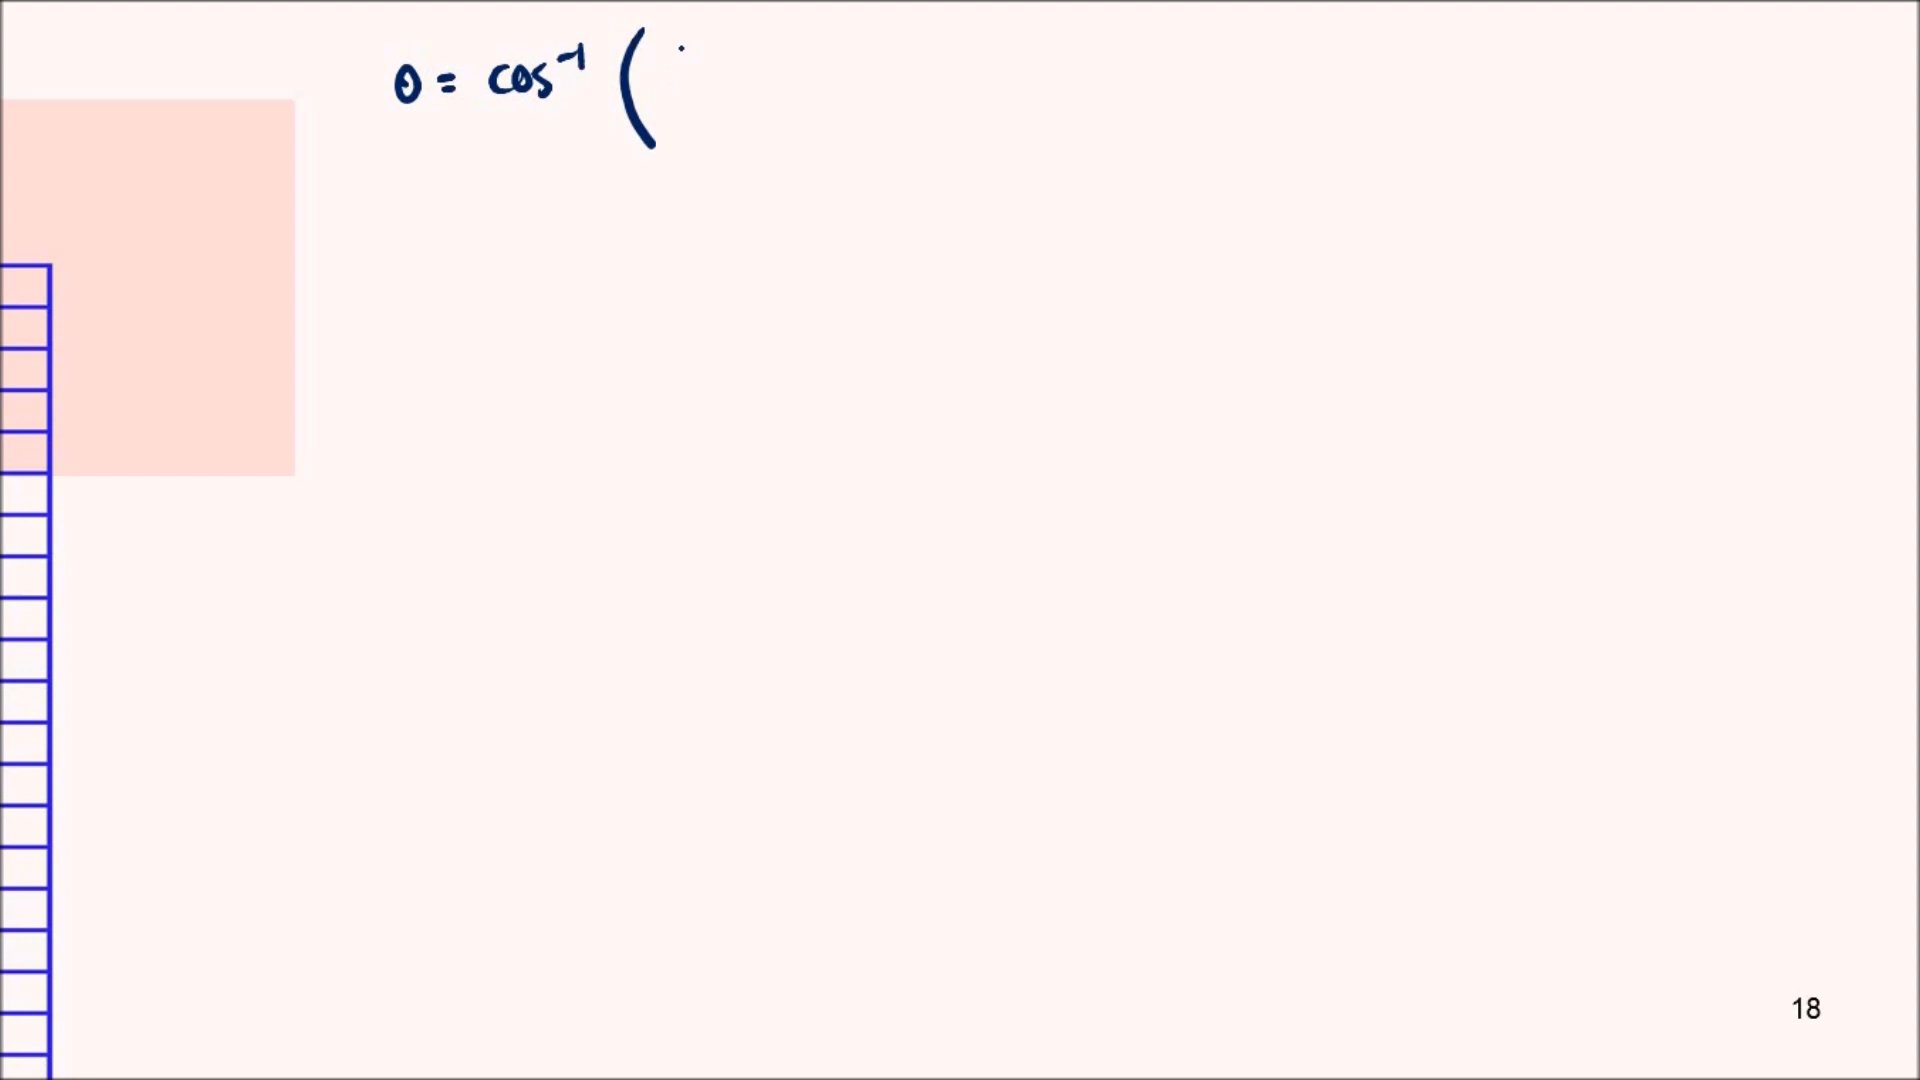 θ = cos⁻¹ (
18